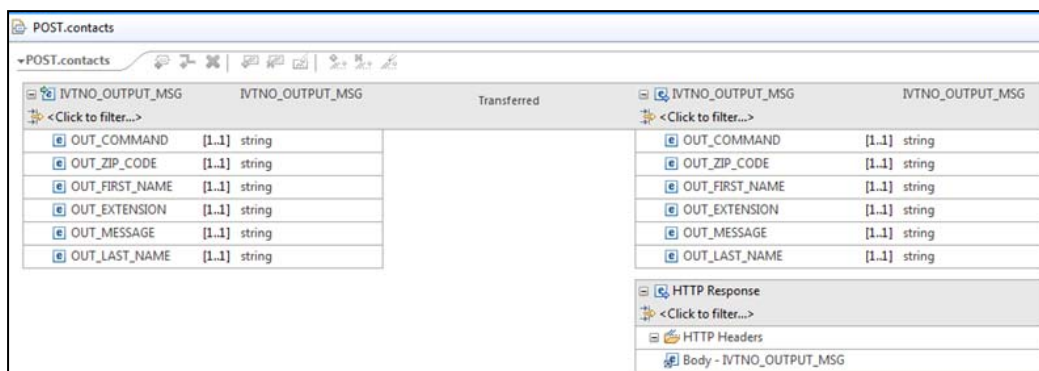 POST.contacts
POST.contacts
IVTNO_OUTPUT_MSG IVTNO_OUTPUT_MSG
<Click to filter...>
OUT_COMMAND [1..1] string
OUT_ZIP_CODE [1..1] string
OUT_FIRST_NAME [1..1] string
OUT_EXTENSION [1..1] string
OUT_MESSAGE [1..1] string
OUT_LAST_NAME [1..1] string
Transferred
IVTNO_OUTPUT_MSG IVTNO_OUTPUT_MSG
<Click to filter...>
OUT_COMMAND [1..1] string
OUT_ZIP_CODE [1..1] string
OUT_FIRST_NAME [1..1] string
OUT_EXTENSION [1..1] string
OUT_MESSAGE [1..1] string
OUT_LAST_NAME [1..1] string
HTTP Response
<Click to filter...>
HTTP Headers
Body - IVTNO_OUTPUT_MSG